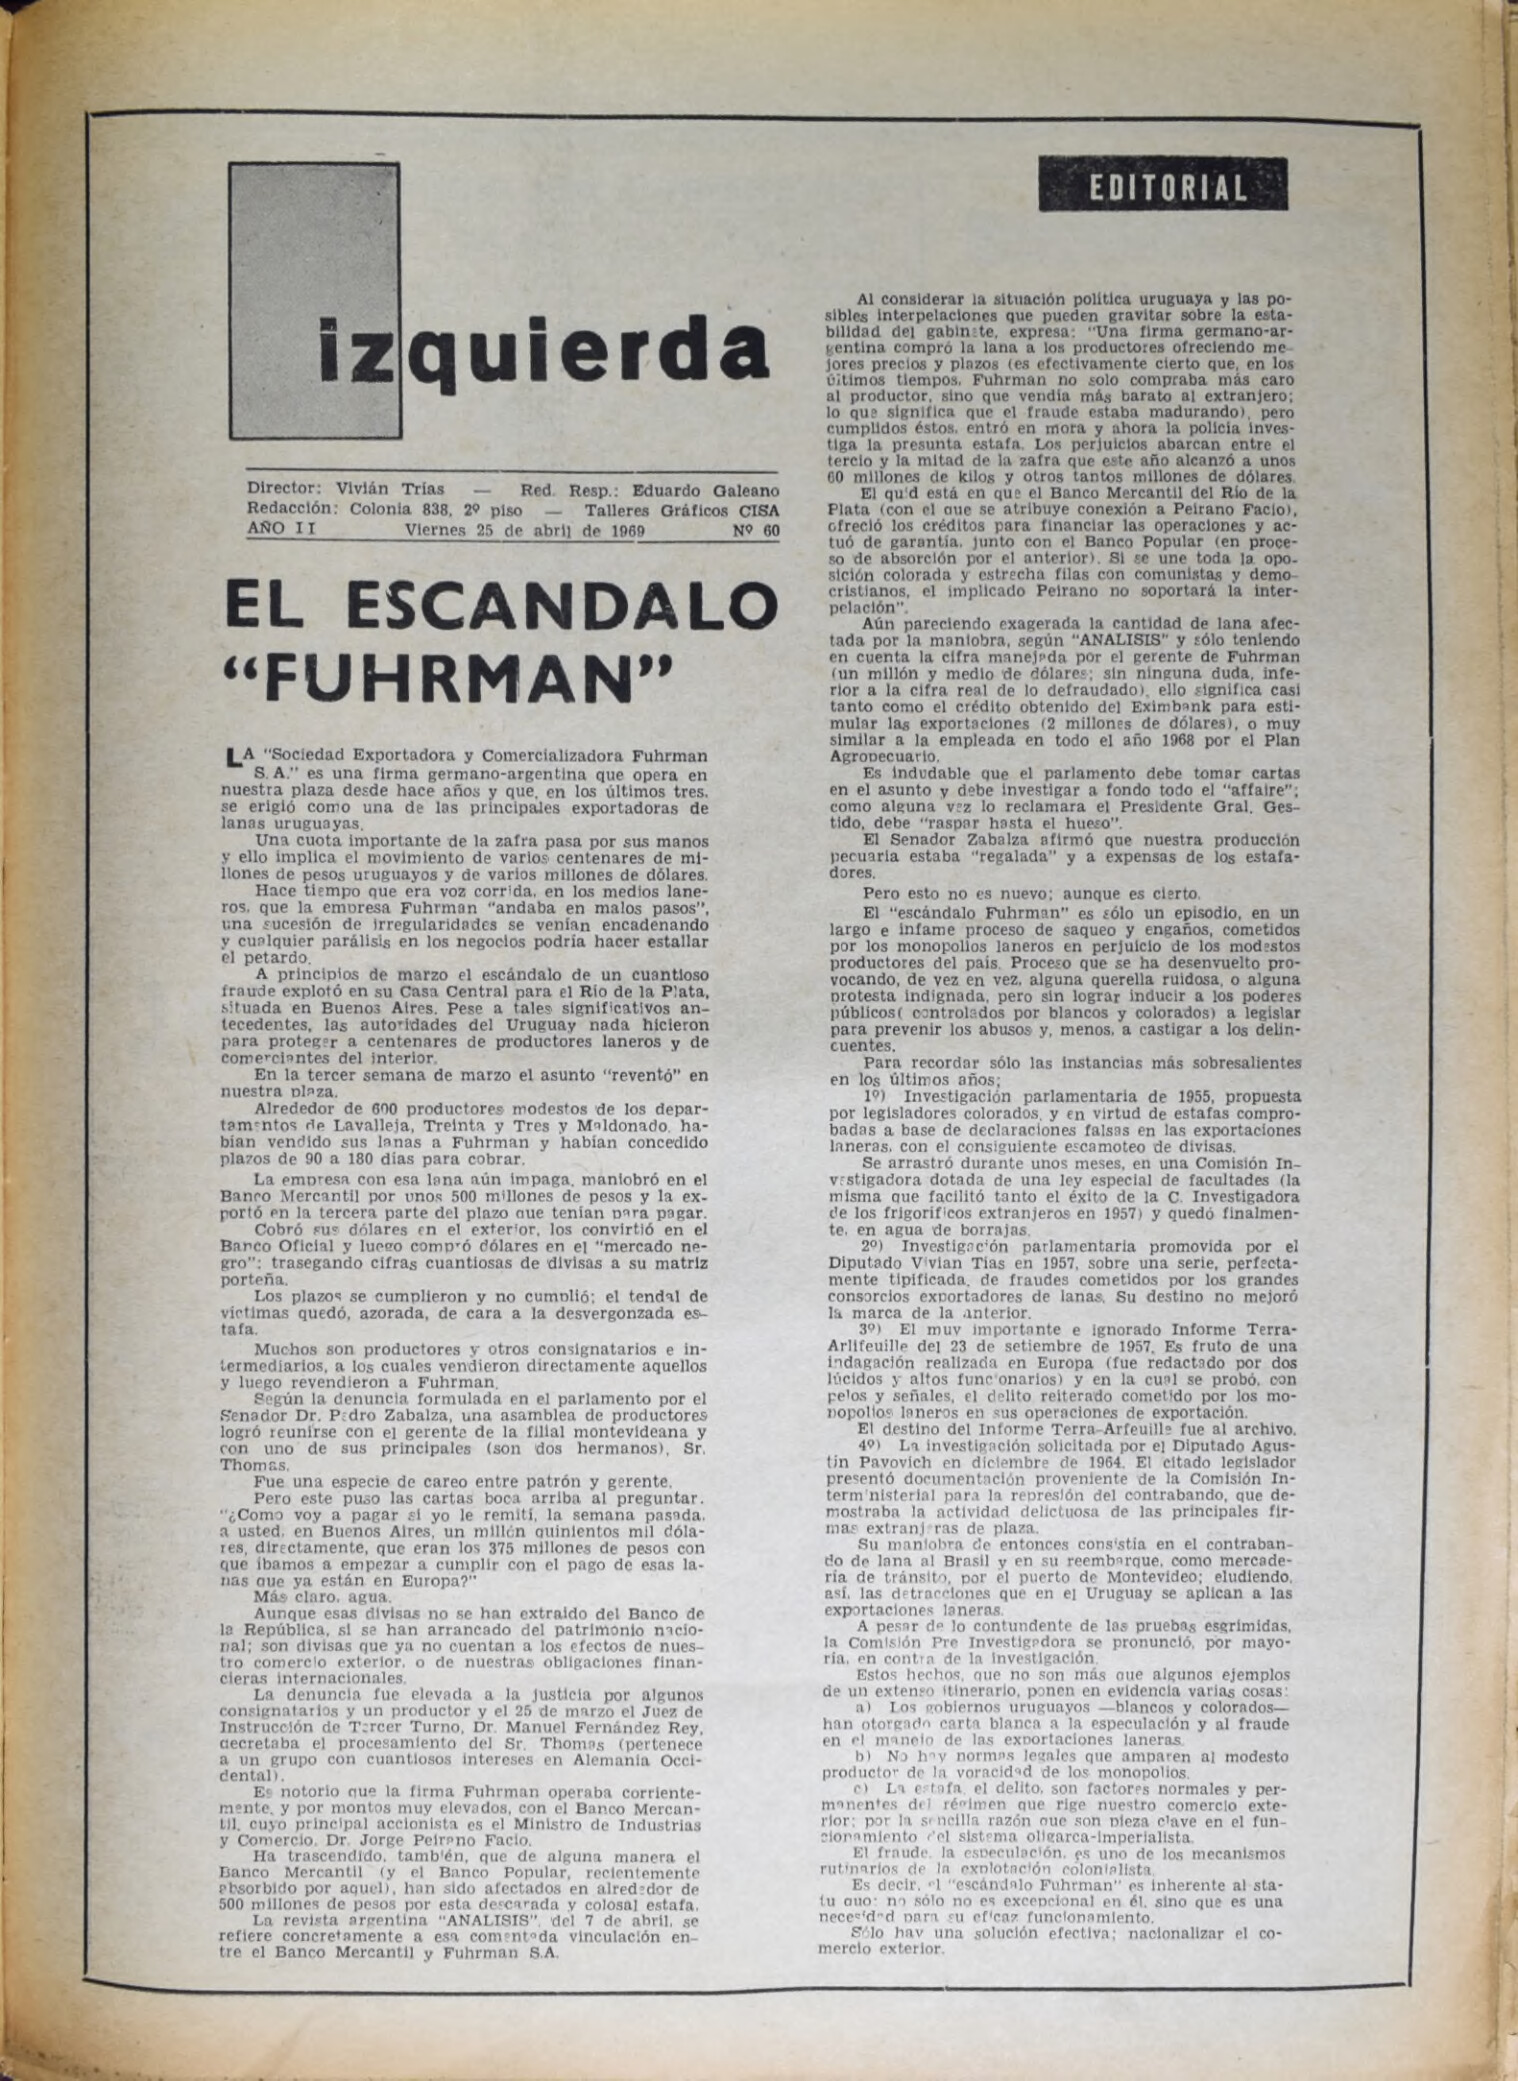 EDITORIAL
izquierda
Director: Vivián Trías — Red. Resp.: Eduardo Galeano
Redacción: Colonia 838, 2º piso — Talleres Gráficos CISA
AÑO II Viernes 25 de abril de 1969 Nº 60
EL ESCANDALO
“FUHRMAN”
LA "Sociedad Exportadora y Comercializadora Fuhrman
S. A." es una firma germano-argentina que opera en
nuestra plaza desde hace años y que, en los últimos tres,
se erigió como una de las principales exportadoras de
lanas uruguayas.
Una cuota importante de la zafra pasa por sus manos
y ello implica el movimiento de varios centenares de mi-
llones de pesos uruguayos y de varios millones de dólares.
Hace tiempo que era voz corrida, en los medios lane-
ros, que la empresa Fuhrman "andaba en malos pasos",
una sucesión de irregularidades se venían encadenando
y cualquier parálisis en los negocios podría hacer estallar
el petardo.
A principios de marzo el escándalo de un cuantioso
fraude explotó en su Casa Central para el Río de la Plata,
situada en Buenos Aires. Pese a tales significativos an-
tecedentes, las autoridades del Uruguay nada hicieron
para proteger a centenares de productores laneros y de
comerciantes del interior.
En la tercer semana de marzo el asunto "reventó" en
nuestra plaza.
Alrededor de 600 productores modestos de los depar-
tamentos de Lavalleja, Treinta y Tres y Maldonado, ha-
bían vendido sus lanas a Fuhrman y habían concedido
plazos de 90 a 180 días para cobrar.
La empresa con esa lana aún impaga, maniobró en el
Banco Mercantil por unos 500 millones de pesos y la ex-
portó en la tercera parte del plazo que tenían para pagar.
Cobró sus dólares en el exterior, los convirtió en el
Banco Oficial y luego compró dólares en el "mercado ne-
gro"; trasegando cifras cuantiosas de divisas a su matriz
porteña.
Los plazos se cumplieron y no cumplió; el tendal de
víctimas quedó, azorada, de cara a la desvergonzada es-
tafa.
Muchos son productores y otros consignatarios e in-
termediarios, a los cuales vendieron directamente aquellos
y luego revendieron a Fuhrman.
Según la denuncia formulada en el parlamento por el
Senador Dr. Pedro Zabalza, una asamblea de productores
logró reunirse con el gerente de la filial montevideana y
con uno de sus principales (son dos hermanos), Sr.
Thomas.
Fue una especie de careo entre patrón y gerente.
Pero este puso las cartas boca arriba al preguntar.
"¿Como voy a pagar si yo le remití, la semana pasada,
a usted, en Buenos Aires, un millón quinientos mil dóla-
res, directamente, que eran los 375 millones de pesos con
que íbamos a empezar a cumplir con el pago de esas la-
nas que ya están en Europa?"
Más claro, agua.
Aunque esas divisas no se han extraído del Banco de
la República, si se han arrancado del patrimonio nacio-
nal; son divisas que ya no cuentan a los efectos de nues-
tro comercio exterior, o de nuestras obligaciones finan-
cieras internacionales.
La denuncia fue elevada a la justicia por algunos
consignatarios y un productor y el 25 de marzo el Juez de
Instrucción de Tercer Turno, Dr. Manuel Fernández Rey,
decretaba el procesamiento del Sr. Thomas (pertenece
a un grupo con cuantiosos intereses en Alemania Occi-
dental).
Es notorio que la firma Fuhrman operaba corriente-
mente, y por montos muy elevados, con el Banco Mercan-
til, cuyo principal accionista es el Ministro de Industrias
y Comercio, Dr. Jorge Peirano Facio.
Ha trascendido, también, que de alguna manera el
Banco Mercantil (y el Banco Popular, recientemente
absorbido por aquel), han sido afectados en alrededor de
500 millones de pesos por esta descarada y colosal estafa.
La revista argentina "ANALISIS", del 7 de abril, se
refiere concretamente a esa comentada vinculación en-
tre el Banco Mercantil y Fuhrman S.A.
Al considerar la situación política uruguaya y las po-
sibles interpelaciones que pueden gravitar sobre la esta-
bilidad del gabinete, expresa: "Una firma germano-ar-
gentina compró la lana a los productores ofreciendo me-
jores precios y plazos (es efectivamente cierto que, en los
últimos tiempos, Fuhrman no solo compraba más caro
al productor, sino que vendía más barato al extranjero;
lo que significa que el fraude estaba madurando), pero
cumplidos éstos, entró en mora y ahora la policía inves-
tiga la presunta estafa. Los perjuicios abarcan entre el
tercio y la mitad de la zafra que este año alcanzó a unos
60 millones de kilos y otros tantos millones de dólares.
El quid está en que el Banco Mercantil del Río de la
Plata (con el que se atribuye conexión a Peirano Facio),
ofreció los créditos para financiar las operaciones y ac-
tuó de garantía, junto con el Banco Popular (en proce-
so de absorción por el anterior). Si se une toda la opo-
sición colorada y estrecha filas con comunistas y demo-
cristianos, el implicado Peirano no soportará la inter-
pelación".
Aún pareciendo exagerada la cantidad de lana afec-
tada por la maniobra, según "ANALISIS" y sólo teniendo
en cuenta la cifra manejada por el gerente de Fuhrman
(un millón y medio de dólares; sin ninguna duda, infe-
rior a la cifra real de lo defraudado), ello significa casi
tanto como el crédito obtenido del Eximbank para esti-
mular las exportaciones (2 millones de dólares), o muy
similar a la empleada en todo el año 1968 por el Plan
Agropecuario.
Es indudable que el parlamento debe tomar cartas
en el asunto y debe investigar a fondo todo el "affaire";
como alguna vez lo reclamara el Presidente Gral. Ges-
tido, debe "raspar hasta el hueso".
El Senador Zabalza afirmó que nuestra producción
pecuaria estaba "regalada" y a expensas de los estafa-
dores.
Pero esto no es nuevo; aunque es cierto.
El "escándalo Fuhrman" es sólo un episodio, en un
largo e infame proceso de saqueo y engaños, cometidos
por los monopolios laneros en perjuicio de los modestos
productores del país. Proceso que se ha desenvuelto pro-
vocando, de vez en vez, alguna querella ruidosa, o alguna
protesta indignada, pero sin lograr inducir a los poderes
públicos( controlados por blancos y colorados) a legislar
para prevenir los abusos y, menos, a castigar a los delin-
cuentes.
Para recordar sólo las instancias más sobresalientes
en los últimos años;
1º) Investigación parlamentaria de 1955, propuesta
por legisladores colorados, y en virtud de estafas compro-
badas a base de declaraciones falsas en las exportaciones
laneras, con el consiguiente escamoteo de divisas.
Se arrastró durante unos meses, en una Comisión In-
vestigadora dotada de una ley especial de facultades (la
misma que facilitó tanto el éxito de la C. Investigadora
de los frigoríficos extranjeros en 1957) y quedó finalmen-
te, en agua de borrajas.
2º) Investigación parlamentaria promovida por el
Diputado Vivian Tias en 1957, sobre una serie, perfecta-
mente tipificada, de fraudes cometidos por los grandes
consorcios exportadores de lanas. Su destino no mejoró
la marca de la anterior.
3º) El muy importante e ignorado Informe Terra-
Arlifeuille del 23 de setiembre de 1957. Es fruto de una
indagación realizada en Europa (fue redactado por dos
lúcidos y altos funcionarios) y en la cual se probó, con
pelos y señales, el delito reiterado cometido por los mo-
nopolios laneros en sus operaciones de exportación.
El destino del Informe Terra-Arfeuille fue al archivo.
4º) La investigación solicitada por el Diputado Agus-
tín Pavovich en diciembre de 1964. El citado legislador
presentó documentación proveniente de la Comisión In-
terministerial para la represión del contrabando, que de-
mostraba la actividad delictuosa de las principales fir-
mas extranjeras de plaza.
Su maniobra de entonces consistía en el contraban-
do de lana al Brasil y en su reembarque, como mercade-
ría de tránsito, por el puerto de Montevideo; eludiendo,
así, las detracciones que en el Uruguay se aplican a las
exportaciones laneras.
A pesar de lo contundente de las pruebas esgrimidas,
la Comisión Pre Investigadora se pronunció, por mayo-
ría, en contra de la investigación.
Estos hechos, que no son más que algunos ejemplos
de un extenso itinerario, ponen en evidencia varias cosas:
a) Los gobiernos uruguayos —blancos y colorados—
han otorgado carta blanca a la especulación y al fraude
en el manejo de las exportaciones laneras.
b) No hay normas legales que amparen al modesto
productor de la voracidad de los monopolios.
c) La estafa, el delito, son factores normales y per-
manentes del régimen que rige nuestro comercio exte-
rior; por la sencilla razón que son pieza clave en el fun-
cionamiento del sistema oligarca-imperialista.
El fraude, la especulación, es uno de los mecanismos
rutinarios de la explotación colonialista.
Es decir, el "escándalo Fuhrman" es inherente al sta-
tu quo; no sólo no es excepcional en él, sino que es una
necesidad para su eficaz funcionamiento.
Sólo hay una solución efectiva; nacionalizar el co-
mercio exterior.